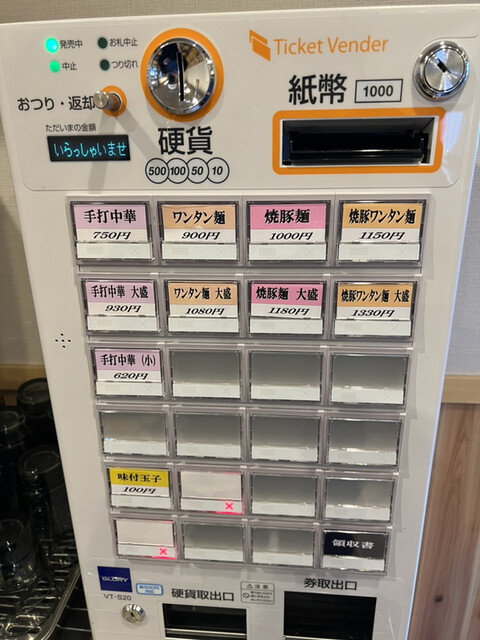 発売中
お札中止
中止
つり切れ
Ticket Vender
おつり・返却
紙幣 1000
ただいまの金額
いらっしゃいませ
硬貨
500 100 50 10
手打中華
750円
ワンタン麺
900円
焼豚麺
1000円
焼豚ワンタン麺
1150円
手打中華 大盛
930円
ワンタン麺 大盛
1080円
焼豚麺 大盛
1180円
焼豚ワンタン麺 大盛
1330円
手打中華 (小)
620円
味付玉子
100円
×
×
領収書
GLORY
VT-S20
硬貨取出口
注意
券取出口